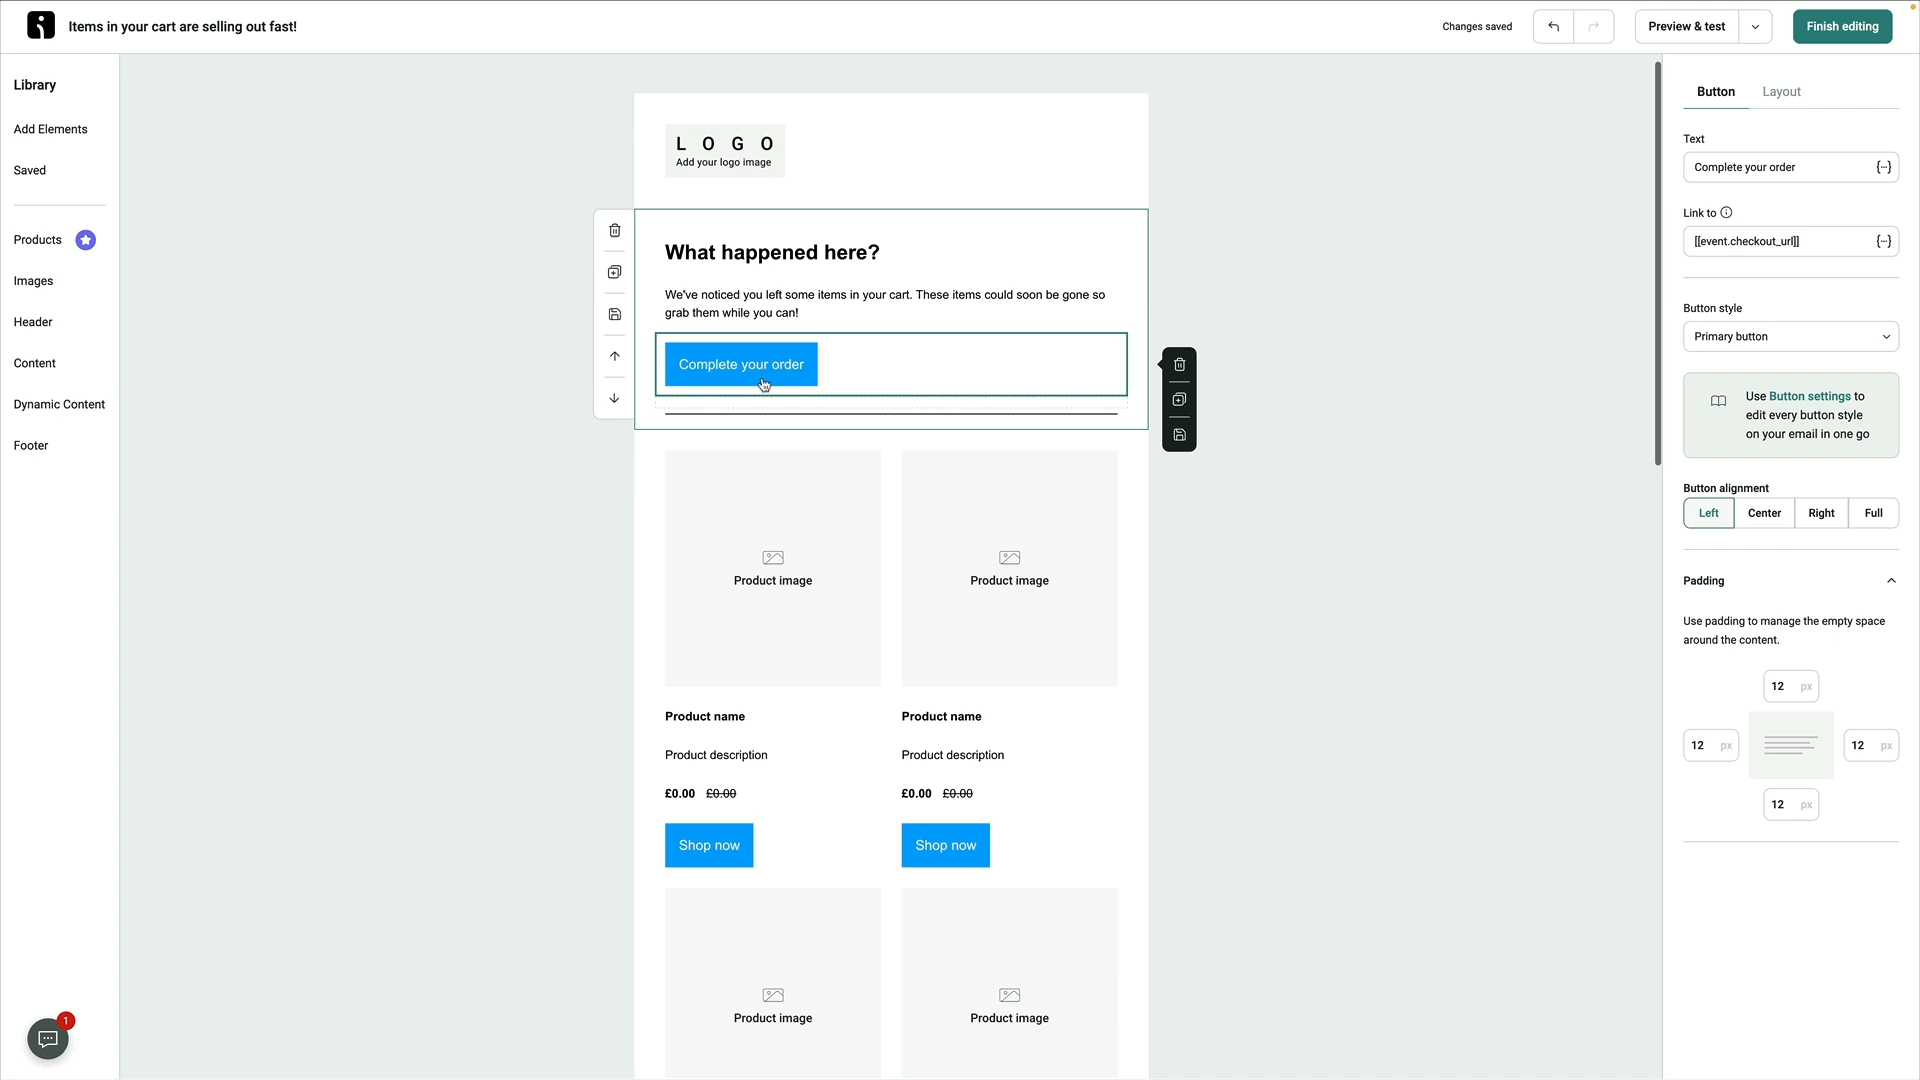 Items in your cart are selling out fast!
Changes saved
Preview & test
Finish editing
Library
Add Elements
Saved
Products
Images
Header
Content
Dynamic Content
Footer
1
L O G O
Add your logo image
What happened here?
We've noticed you left some items in your cart. These items could soon be gone so
grab them while you can!
Complete your order
Product image
Product image
Product name
Product name
Product description
Product description
£0.00 £0.00
£0.00 £0.00
Shop now
Shop now
Product image
Product image
Button
Layout
Text
Complete your order
{···}
Link to
[[event.checkout_url]]
{···}
Button style
Primary button
Use Button settings to
edit every button style
on your email in one go
Button alignment
Left
Center
Right
Full
Padding
Use padding to manage the empty space
around the content.
12 px
12 px
12 px
12 px